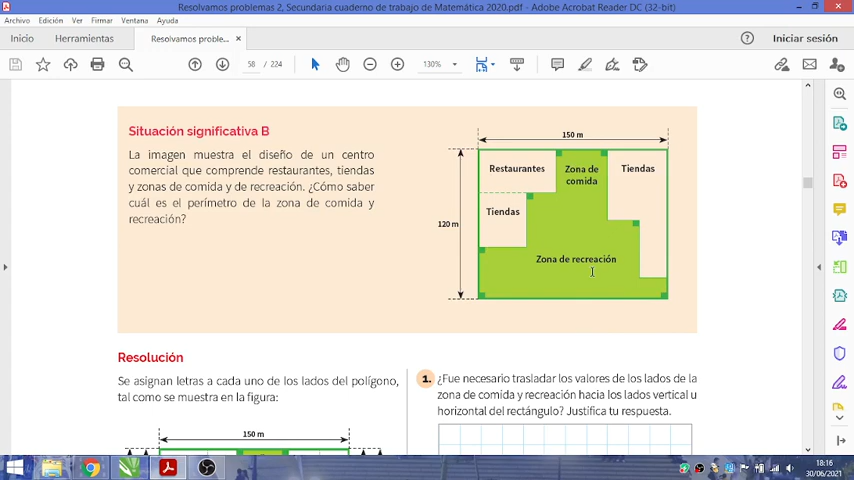 Resolvamos problemas 2, Secundaria cuaderno de trabajo de Matemática 2020.pdf - Adobe Acrobat Reader DC (32-bit)
Archivo Edición Ver Firmar Ventana Ayuda
Inicio Herramientas Resolvamos proble... × Iniciar sesión
58 / 224 130%
Situación significativa B
La imagen muestra el diseño de un centro
comercial que comprende restaurantes, tiendas
y zonas de comida y de recreación. ¿Cómo saber
cuál es el perímetro de la zona de comida y
recreación?
150 m
120 m
Restaurantes
Zona de
comida
Tiendas
Tiendas
Zona de recreación
Resolución
Se asignan letras a cada uno de los lados del polígono,
tal como se muestra en la figura:
150 m
1. ¿Fue necesario trasladar los valores de los lados de la
zona de comida y recreación hacia los lados vertical u
horizontal del rectángulo? Justifica tu respuesta.
18:16
30/06/2021